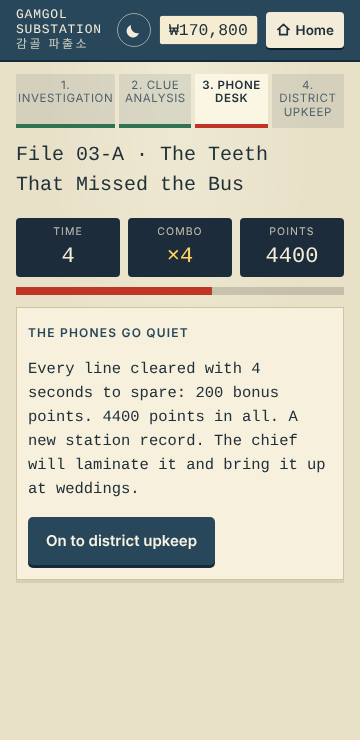 GAMGOL
SUBSTATION
감골 파출소
₩170,800
Home
1.
INVESTIGATION
2. CLUE
ANALYSIS
3. PHONE
DESK
4.
DISTRICT
UPKEEP
File 03-A · The Teeth
That Missed the Bus
TIME
4
COMBO
×4
POINTS
4400
THE PHONES GO QUIET
Every line cleared with 4
seconds to spare: 200 bonus
points. 4400 points in all. A
new station record. The chief
will laminate it and bring it up
at weddings.
On to district upkeep